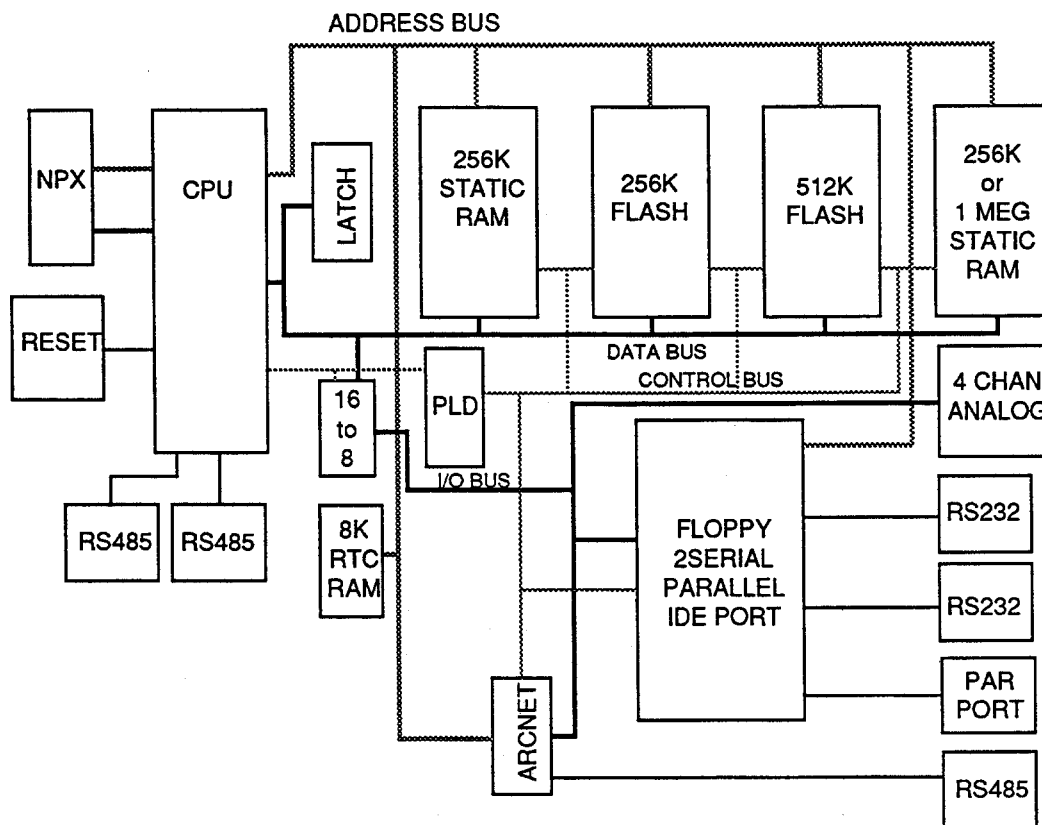 ADDRESS BUS
NPX
CPU
LATCH
256K
STATIC
RAM
256K
FLASH
512K
FLASH
256K
or
1 MEG
STATIC
RAM
RESET
DATA BUS
CONTROL BUS
16
to
8
PLD
4 CHAN
ANALOG
I/O BUS
RS485
RS485
8K
RTC
RAM
FLOPPY
2SERIAL
PARALLEL
IDE PORT
RS232
RS232
PAR
PORT
ARCNET
RS485